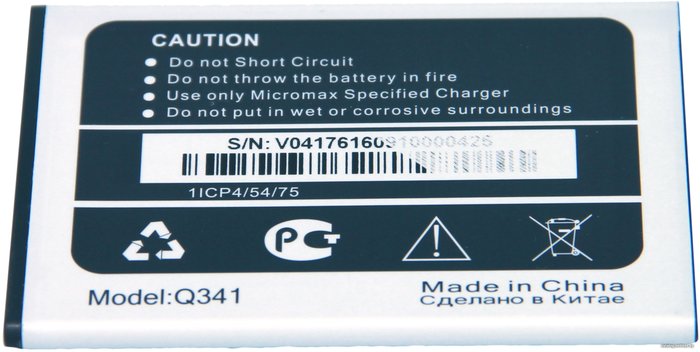 CAUTION
● Do not Short Circuit
● Do not throw the battery in fire
● Use only Micromax Specified Charger
● Do not put in wet or corrosive surroundings
S/N: V04176160910000425
1ICP4/54/75
Model:Q341
Made in China
Сделано в Китае